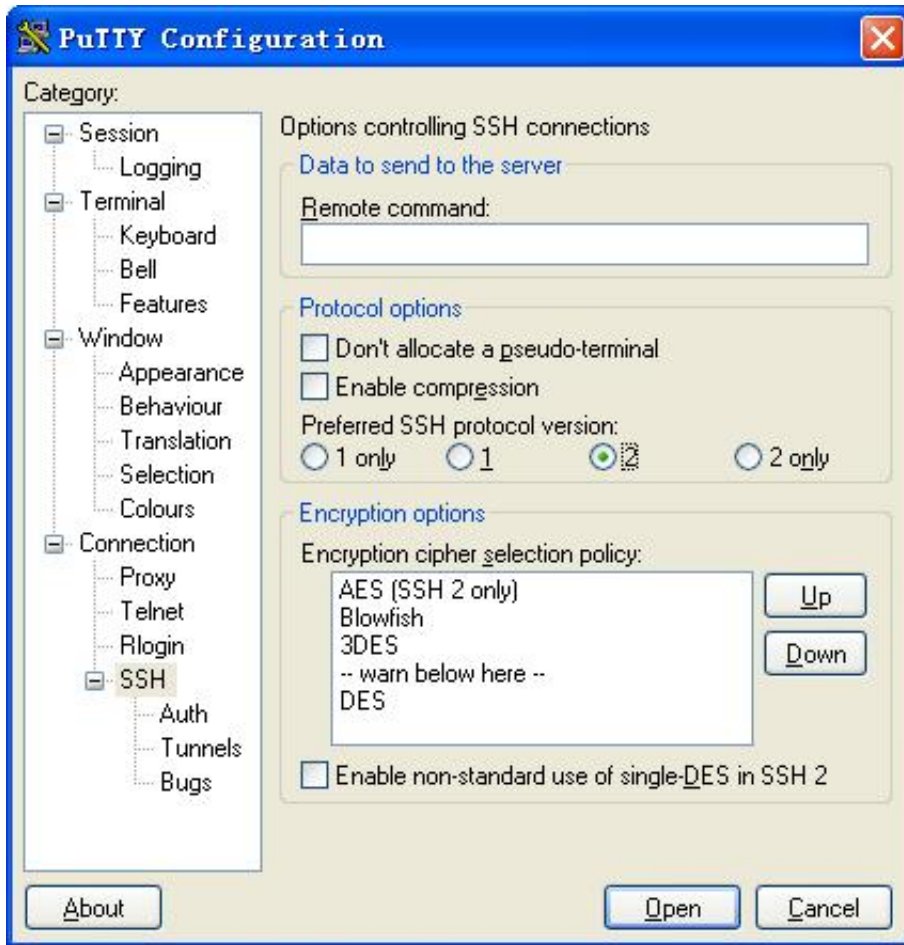 PuTTY Configuration
Category:
Session
Logging
Terminal
Keyboard
Bell
Features
Window
Appearance
Behaviour
Translation
Selection
Colours
Connection
Proxy
Telnet
Rlogin
SSH
Auth
Tunnels
Bugs
Options controlling SSH connections
Data to send to the server
Remote command:
Protocol options
Don't allocate a pseudo-terminal
Enable compression
Preferred SSH protocol version:
1 only 1 2 2 only
Encryption options
Encryption cipher selection policy:
AES (SSH 2 only)
Blowfish
3DES
-- warn below here --
DES
Up
Down
Enable non-standard use of single-DES in SSH 2
About Open Cancel